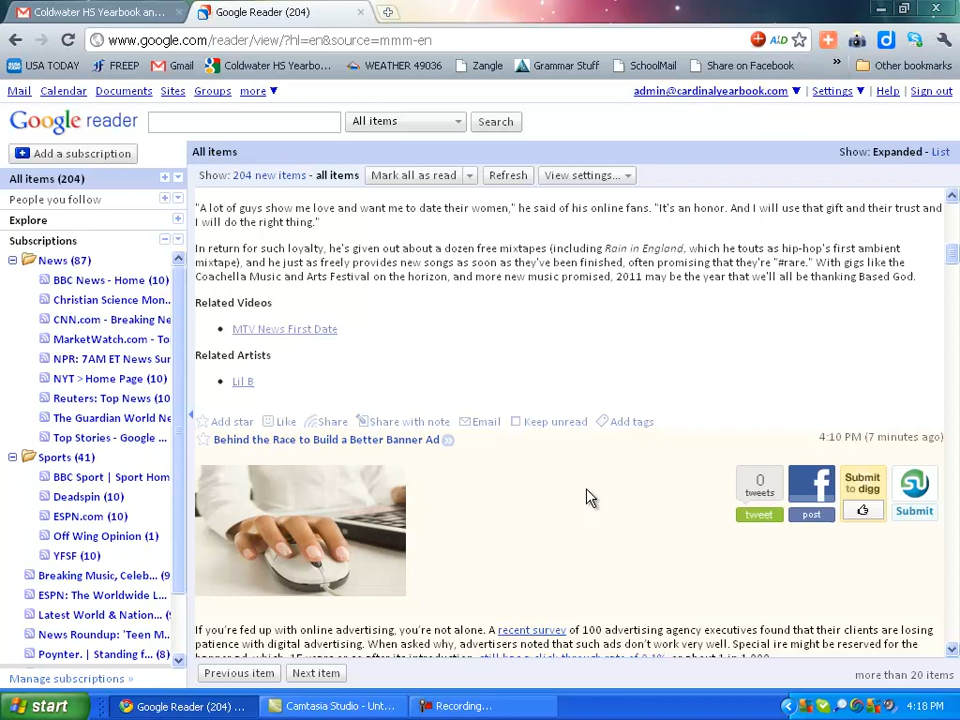 Coldwater HS Yearbook an...
Google Reader (204)
www.google.com/reader/view/?hl=en&source=mmm-en
USA TODAY FREEP Gmail Coldwater HS Yearbo... WEATHER 49036 Zangle Grammar Stuff SchoolMail Share on Facebook » Other bookmarks
Mail Calendar Documents Sites Groups more ▼ admin@cardinalyearbook.com ▼ Settings ▼ Help Sign out
Google reader All items Search
Add a subscription
All items Show: Expanded - List
All items (204)
Show: 204 new items - all items Mark all as read Refresh View settings...
People you follow
Explore
Subscriptions
News (87)
BBC News - Home (10)
Christian Science Mon...
CNN.com - Breaking Ne
MarketWatch.com - To
NPR: 7AM ET News Sur
NYT > Home Page (10)
Reuters: Top News (10)
The Guardian World Ne
Top Stories - Google ...
Sports (41)
BBC Sport | Sport Hom
Deadspin (10)
ESPN.com (10)
Off Wing Opinion (1)
YFSF (10)
Breaking Music, Celeb... (9
ESPN: The Worldwide L...
Latest World & Nation... (9
News Roundup: 'Teen M...
Poynter. | Standing f... (8)
Manage subscriptions »
"A lot of guys show me love and want me to date their women," he said of his online fans. "It's an honor. And I will use that gift and their trust and
I will do the right thing."
In return for such loyalty, he's given out about a dozen free mixtapes (including Rain in England, which he touts as hip-hop's first ambient
mixtape), and he just as freely provides new songs as soon as they've been finished, often promising that they're "#rare." With gigs like the
Coachella Music and Arts Festival on the horizon, and more new music promised, 2011 may be the year that we'll all be thanking Based God.
Related Videos
MTV News First Date
Related Artists
Lil B
Add star Like Share Share with note Email Keep unread Add tags
Behind the Race to Build a Better Banner Ad 4:10 PM (7 minutes ago)
0
tweets
tweet
f
post
Submit
to digg
Submit
If you're fed up with online advertising, you're not alone. A recent survey of 100 advertising agency executives found that their clients are losing
patience with digital advertising. When asked why, advertisers noted that such ads don't work very well. Special ire might be reserved for the
Previous item Next item more than 20 items
start Google Reader (204) ... Camtasia Studio - Unt... Recording... 4:18 PM